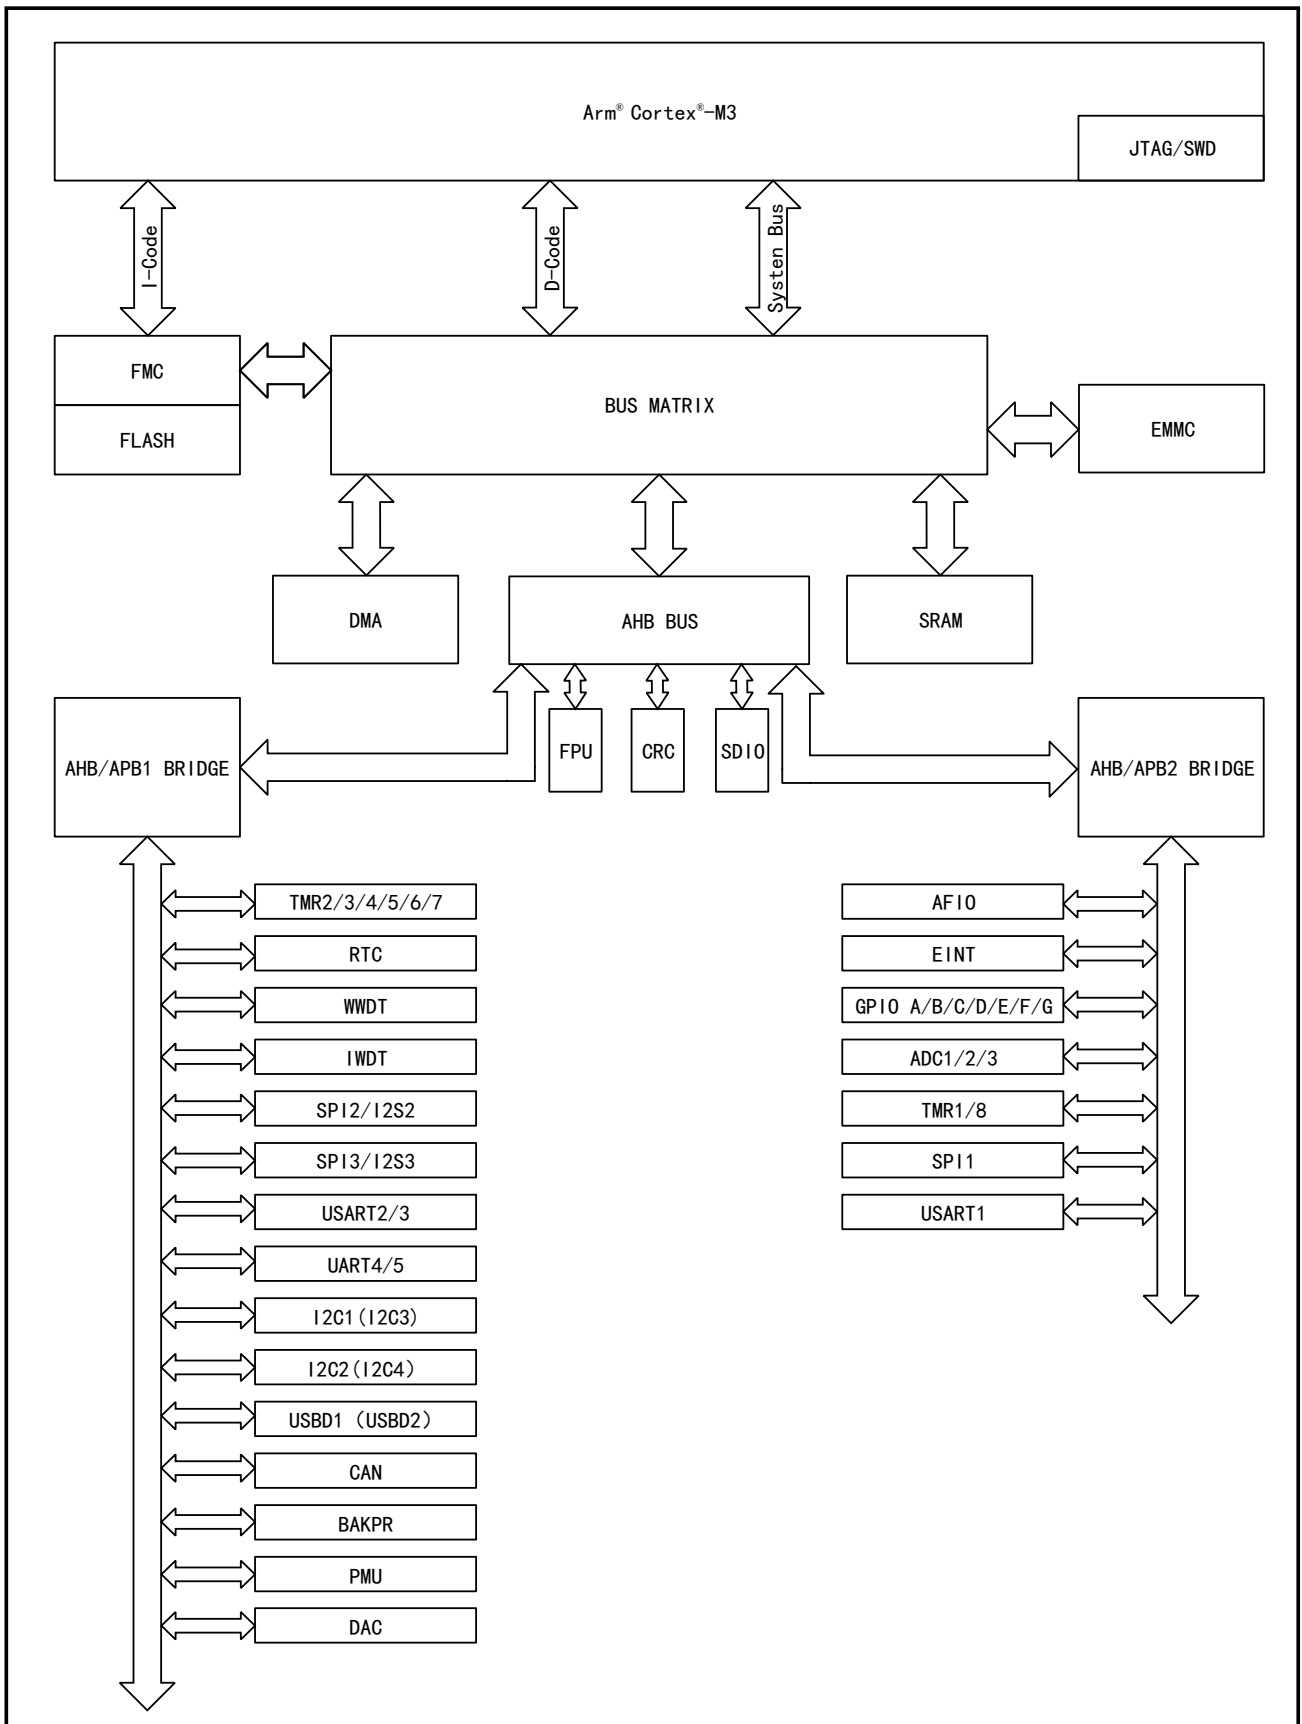 Arm® Cortex®-M3
JTAG/SWD
I-Code
D-Code
Systen Bus
FMC
FLASH
BUS MATRIX
EMMC
DMA
AHB BUS
SRAM
AHB/APB1 BRIDGE
FPU
CRC
SDIO
AHB/APB2 BRIDGE
TMR2/3/4/5/6/7
RTC
WWDT
IWDT
SPI2/I2S2
SPI3/I2S3
USART2/3
UART4/5
I2C1(I2C3)
I2C2(I2C4)
USBD1 (USBD2)
CAN
BAKPR
PMU
DAC
AFIO
EINT
GPIO A/B/C/D/E/F/G
ADC1/2/3
TMR1/8
SPI1
USART1